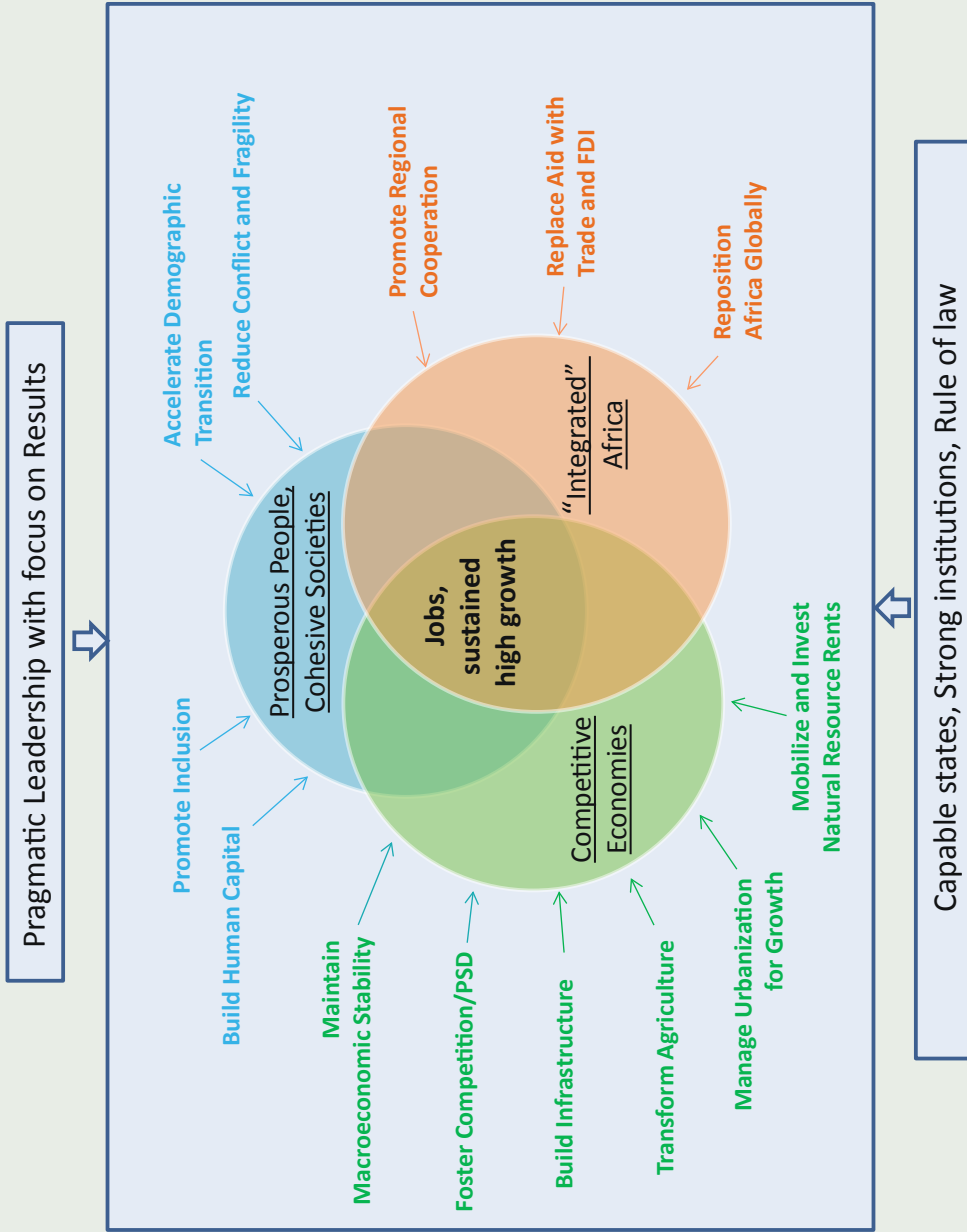 Pragmatic Leadership with focus on Results
Accelerate Demographic
Transition
Reduce Conflict and Fragility
Promote Inclusion
Build Human Capital
Prosperous People,
Cohesive Societies
Promote Regional
Cooperation
Replace Aid with
Trade and FDI
Reposition
Africa Globally
“Integrated”
Africa
Jobs,
sustained
high growth
Maintain
Macroeconomic Stability
Foster Competition/PSD
Build Infrastructure
Transform Agriculture
Manage Urbanization
for Growth
Mobilize and Invest
Natural Resource Rents
Competitive
Economies
Capable states, Strong institutions, Rule of law